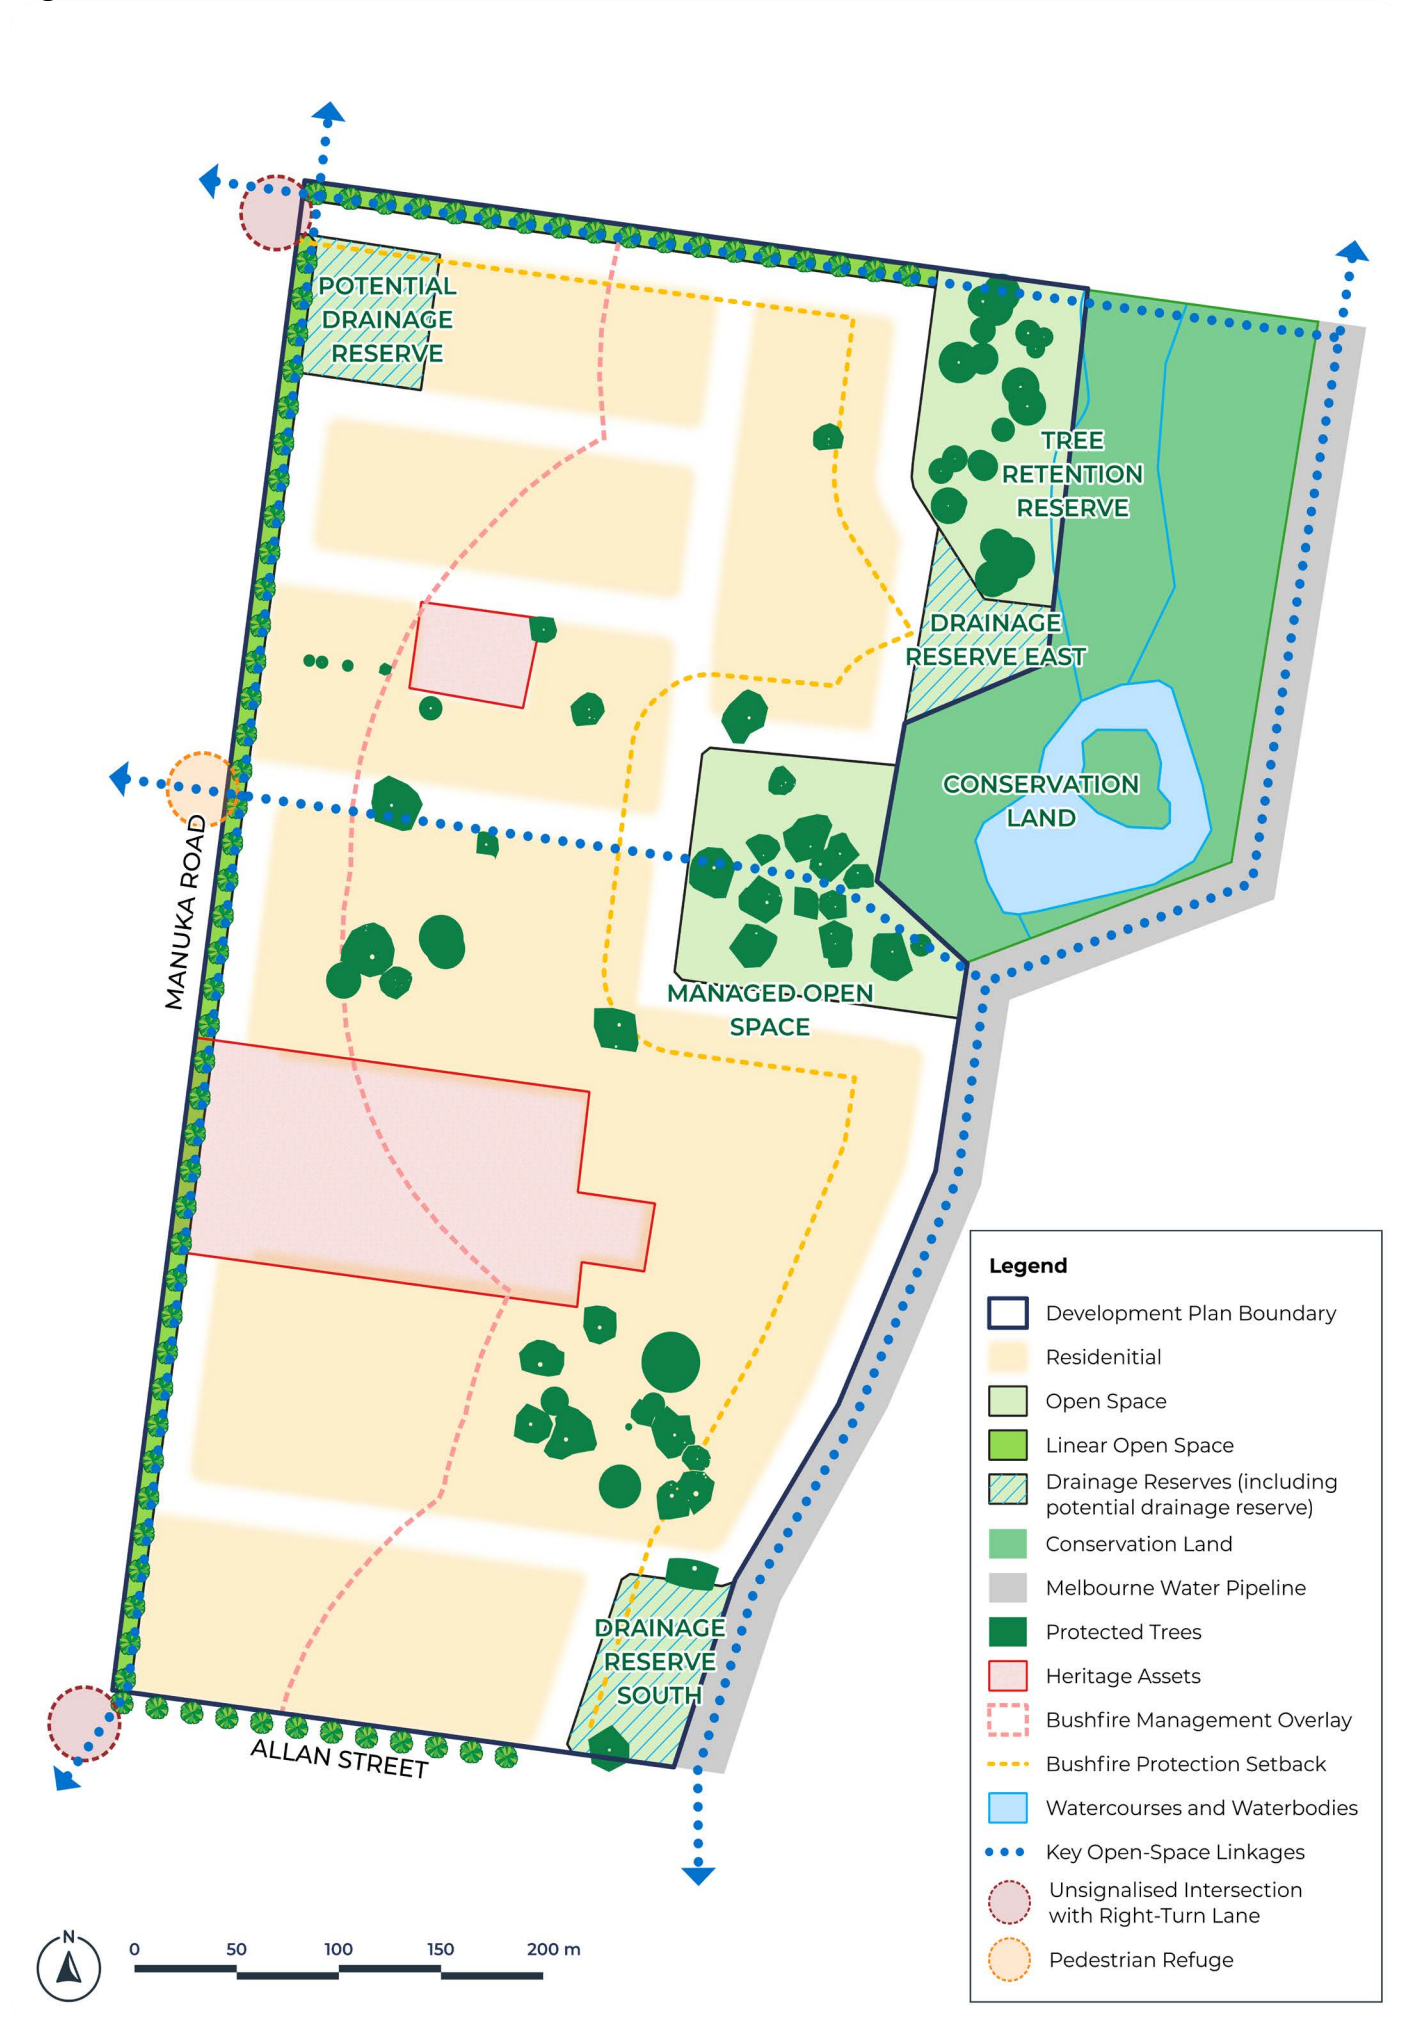 POTENTIAL
DRAINAGE
RESERVE
TREE
RETENTION
RESERVE
DRAINAGE
RESERVE EAST
CONSERVATION
LAND
MANUKA ROAD
MANAGED OPEN
SPACE
DRAINAGE
RESERVE
SOUTH
ALLAN STREET
Legend
Development Plan Boundary
Residenitial
Open Space
Linear Open Space
Drainage Reserves (including
potential drainage reserve)
Conservation Land
Melbourne Water Pipeline
Protected Trees
Heritage Assets
Bushfire Management Overlay
Bushfire Protection Setback
Watercourses and Waterbodies
Key Open-Space Linkages
Unsignalised Intersection
with Right-Turn Lane
Pedestrian Refuge
N
0 50 100 150 200 m